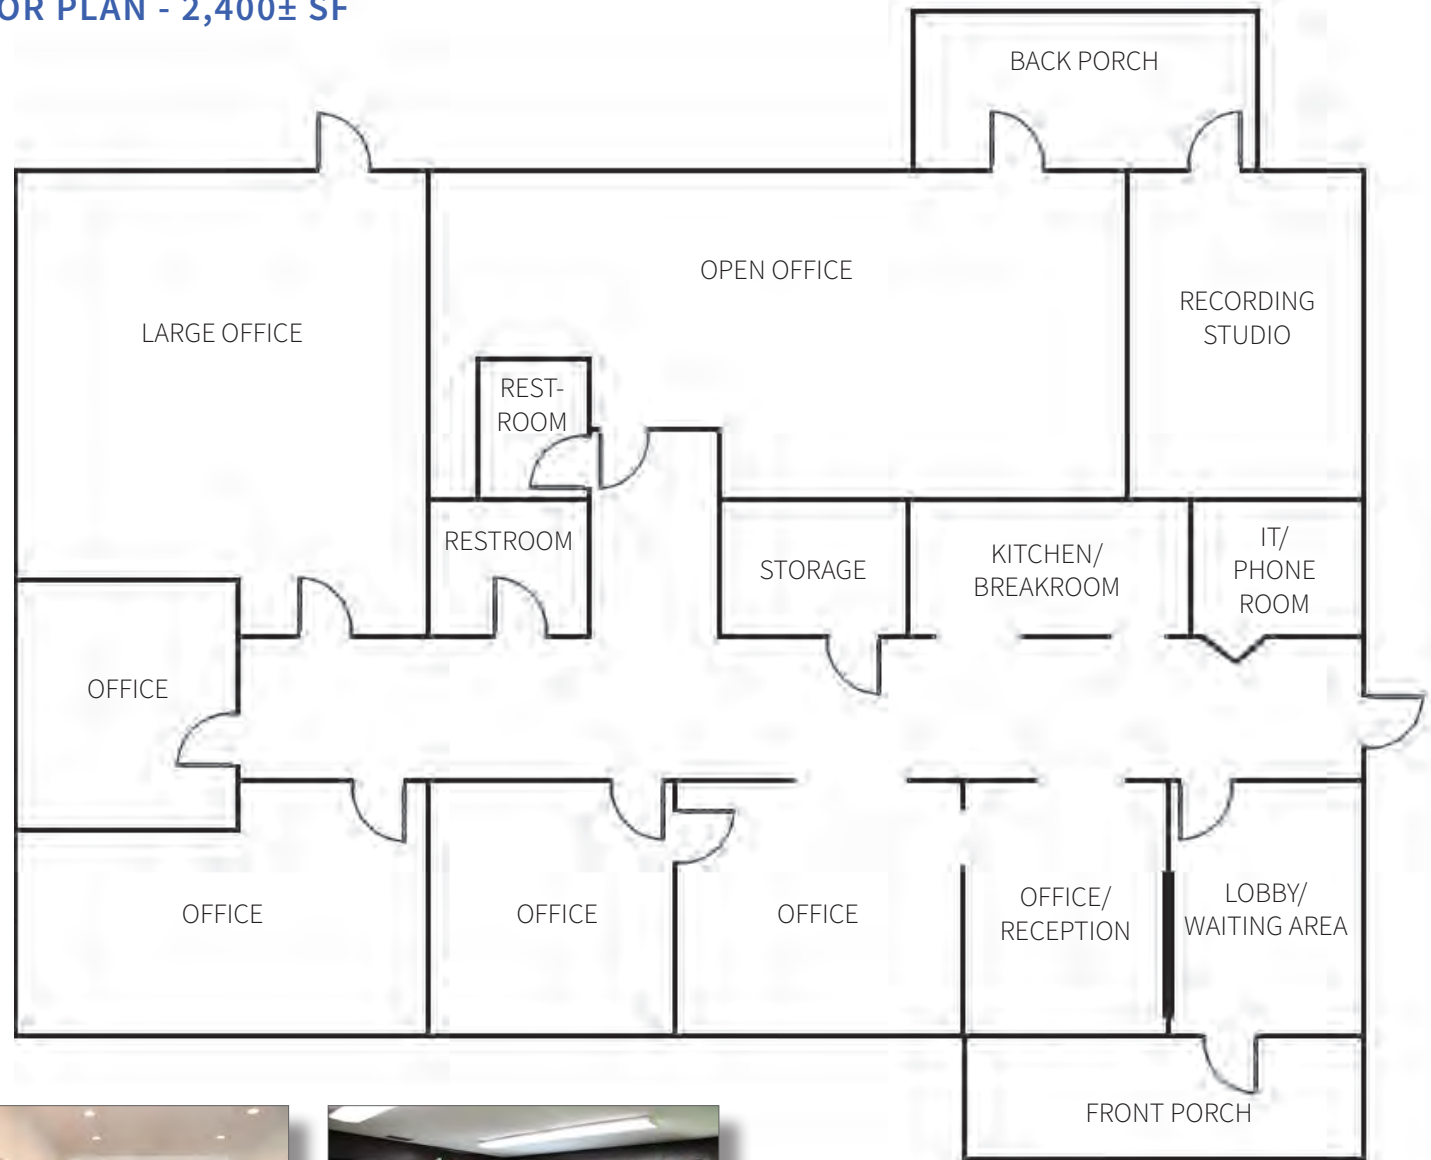 OR PLAN - 2,400± SF
BACK PORCH
OPEN OFFICE
RECORDING
STUDIO
LARGE OFFICE
REST-
ROOM
RESTROOM
STORAGE
KITCHEN/
BREAKROOM
IT/
PHONE
ROOM
OFFICE
OFFICE
OFFICE
OFFICE
OFFICE/
RECEPTION
LOBBY/
WAITING AREA
FRONT PORCH